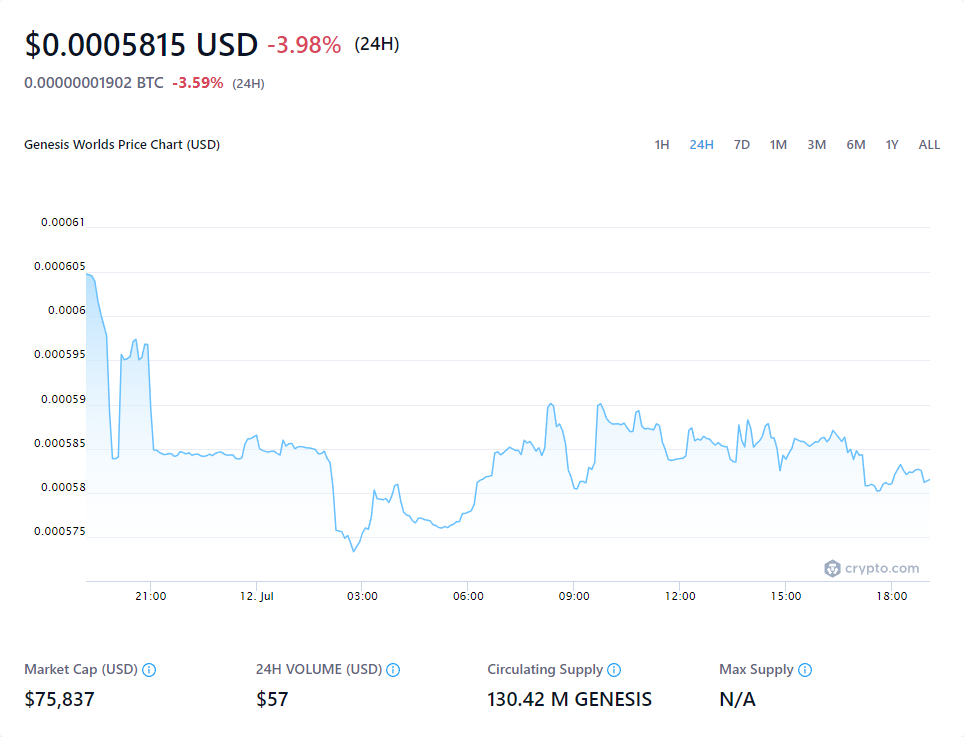 $0.0005815 USD -3.98% (24H)
0.00000001902 BTC -3.59% (24H)
Genesis Worlds Price Chart (USD) 1H 24H 7D 1M 3M 6M 1Y ALL
0.00061
0.000605
0.0006
0.000595
0.00059
0.000585
0.00058
0.000575
crypto.com
21:00 12. Jul 03:00 06:00 09:00 12:00 15:00 18:00
Market Cap (USD) 24H VOLUME (USD) Circulating Supply Max Supply
$75,837 $57 130.42 M GENESIS N/A